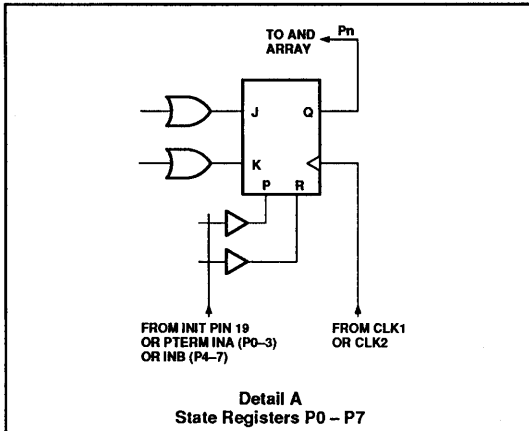 TO AND
ARRAY
Pn
J
Q
K
P
R
FROM INIT PIN 19
OR PTERM INA (P0–3)
OR INB (P4–7)
FROM CLK1
OR CLK2
Detail A
State Registers P0 – P7